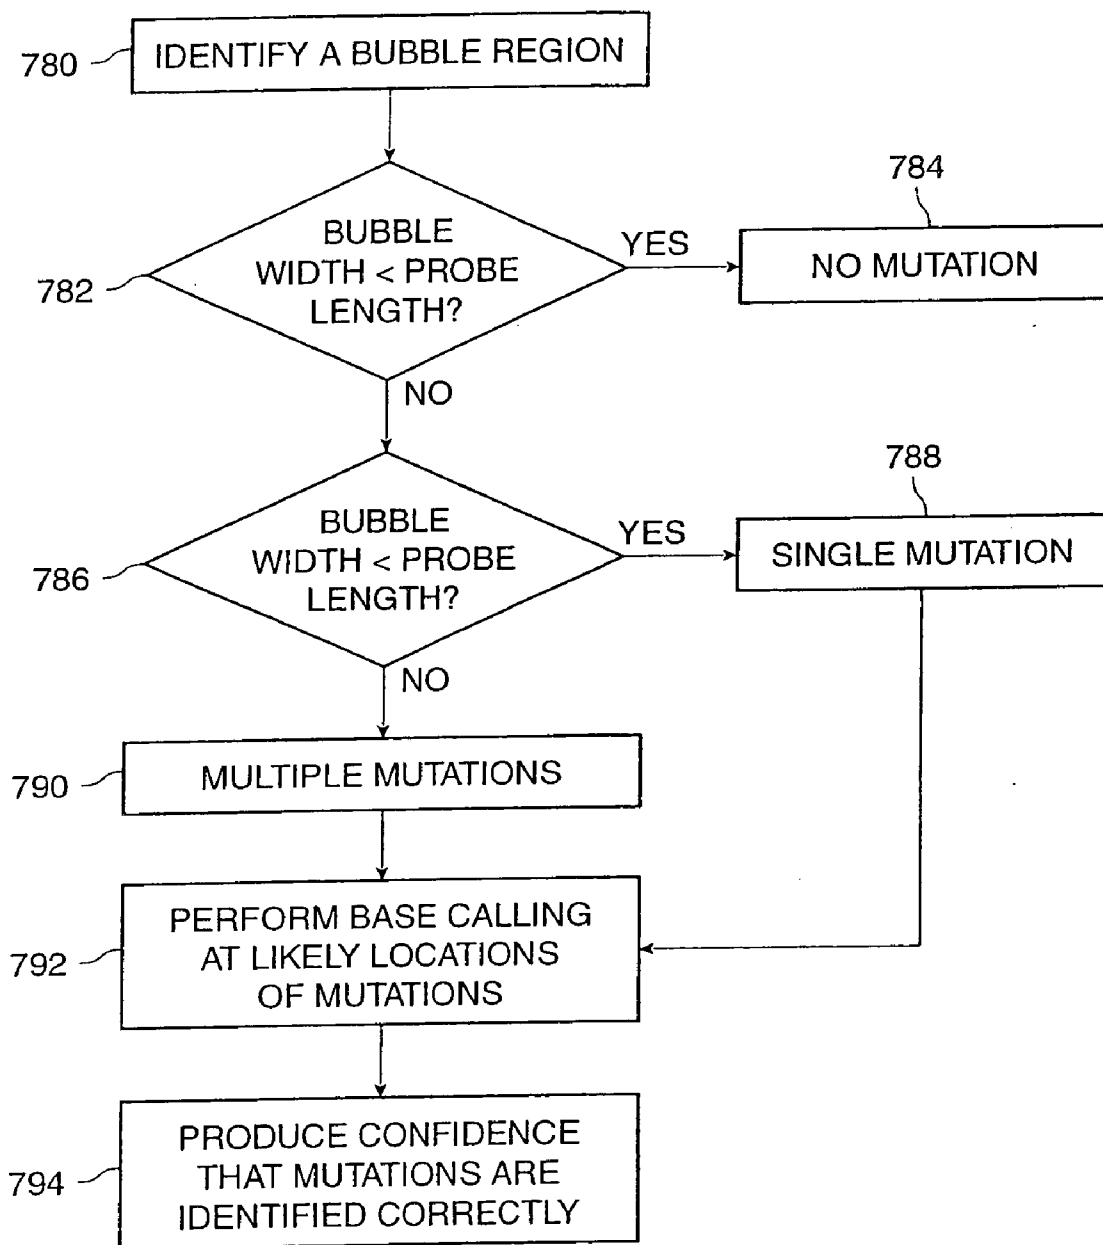 780
IDENTIFY A BUBBLE REGION
782
BUBBLE
WIDTH < PROBE
LENGTH?
YES
784
NO MUTATION
NO
786
BUBBLE
WIDTH < PROBE
LENGTH?
YES
788
SINGLE MUTATION
NO
790
MULTIPLE MUTATIONS
792
PERFORM BASE CALLING
AT LIKELY LOCATIONS
OF MUTATIONS
794
PRODUCE CONFIDENCE
THAT MUTATIONS ARE
IDENTIFIED CORRECTLY